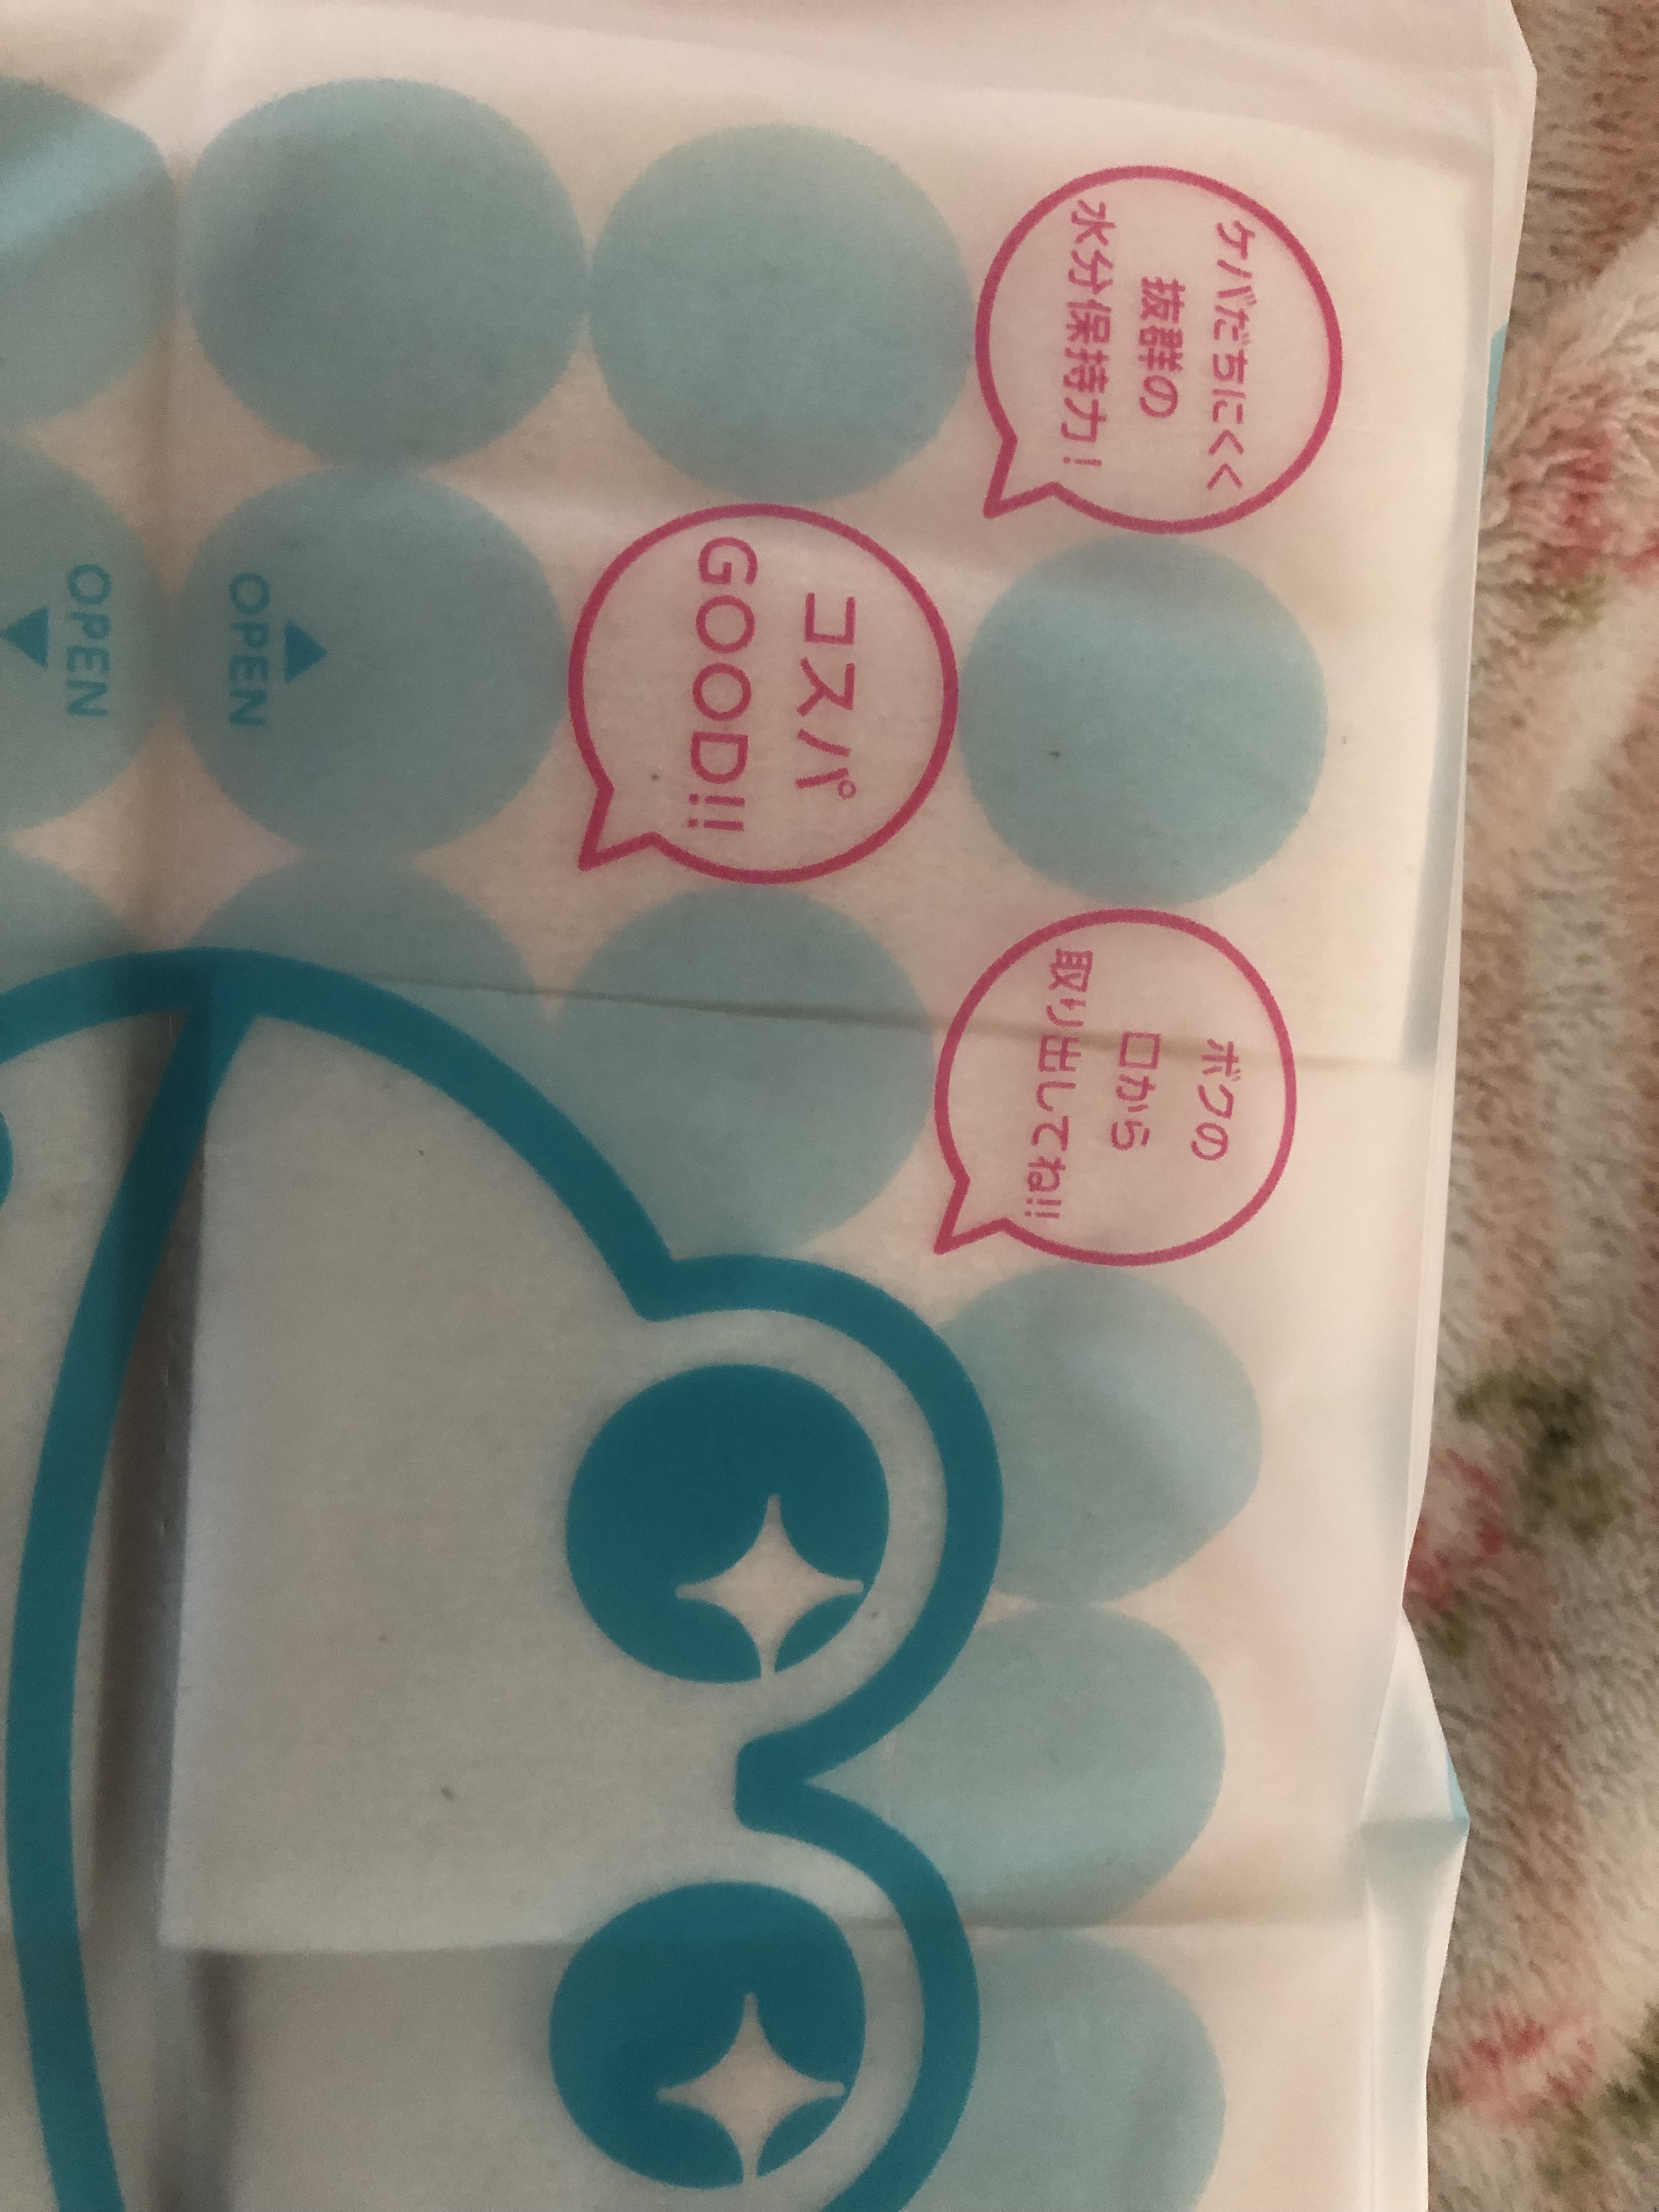 ケバだちにくく
抜群の
水分保持力!
コスパ
GOOD!!
ボクの
口から
取り出してね!!
OPEN
OPEN